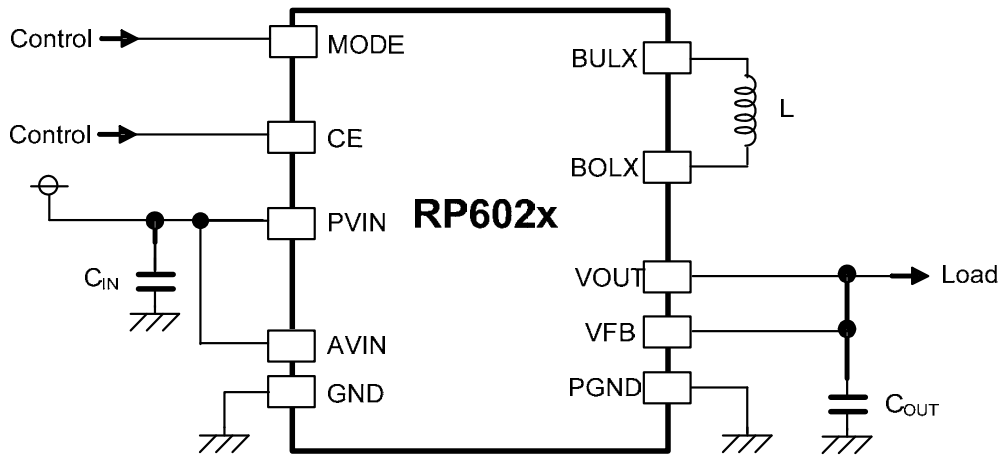 Control
MODE
Control
CE
PVIN
C_IN
AVIN
GND
RP602x
BULX
L
BOLX
VOUT
Load
VFB
PGND
C_OUT